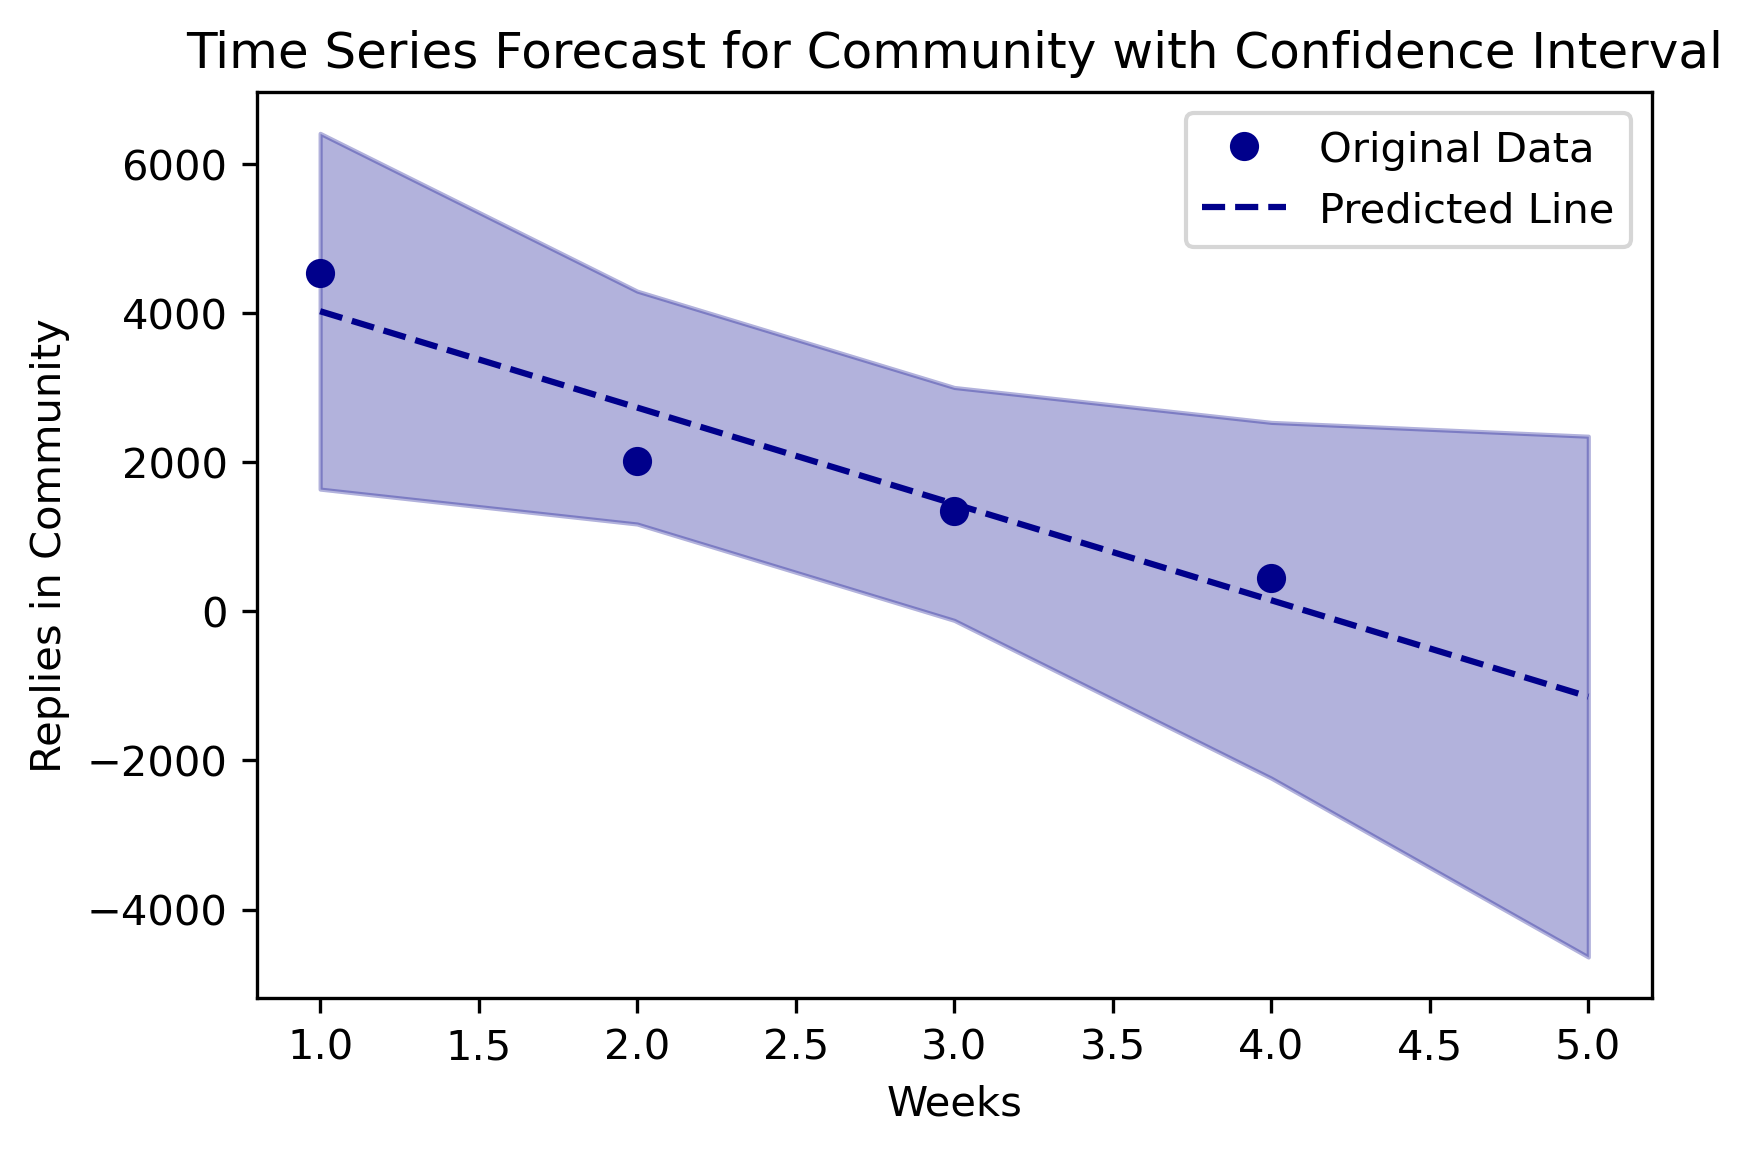 Time Series Forecast for Community with Confidence Interval
Original Data
Predicted Line
Replies in Community
6000
4000
2000
0
−2000
−4000
1.0 1.5 2.0 2.5 3.0 3.5 4.0 4.5 5.0
Weeks